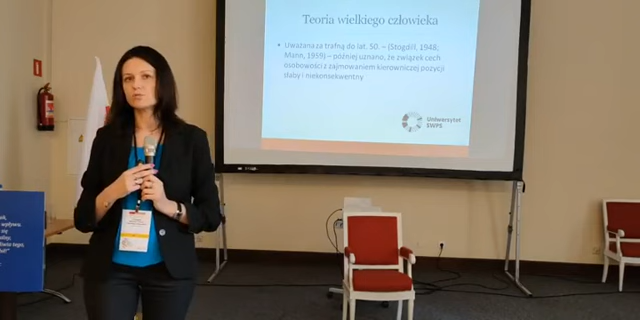 Teoria wielkiego człowieka
• Uważana za trafną do lat. 50. – (Stogdill, 1948;
Mann, 1959) – później uznano, że związek cech
osobowości z zajmowaniem kierowniczej pozycji
słaby i niekonsekwentny
Uniwersytet
SWPS